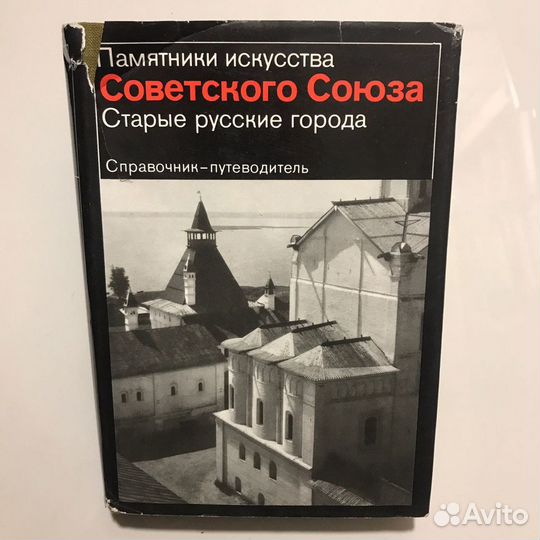 Памятники искусства
Советского Союза
Старые русские города
Справочник-путеводитель
Avito